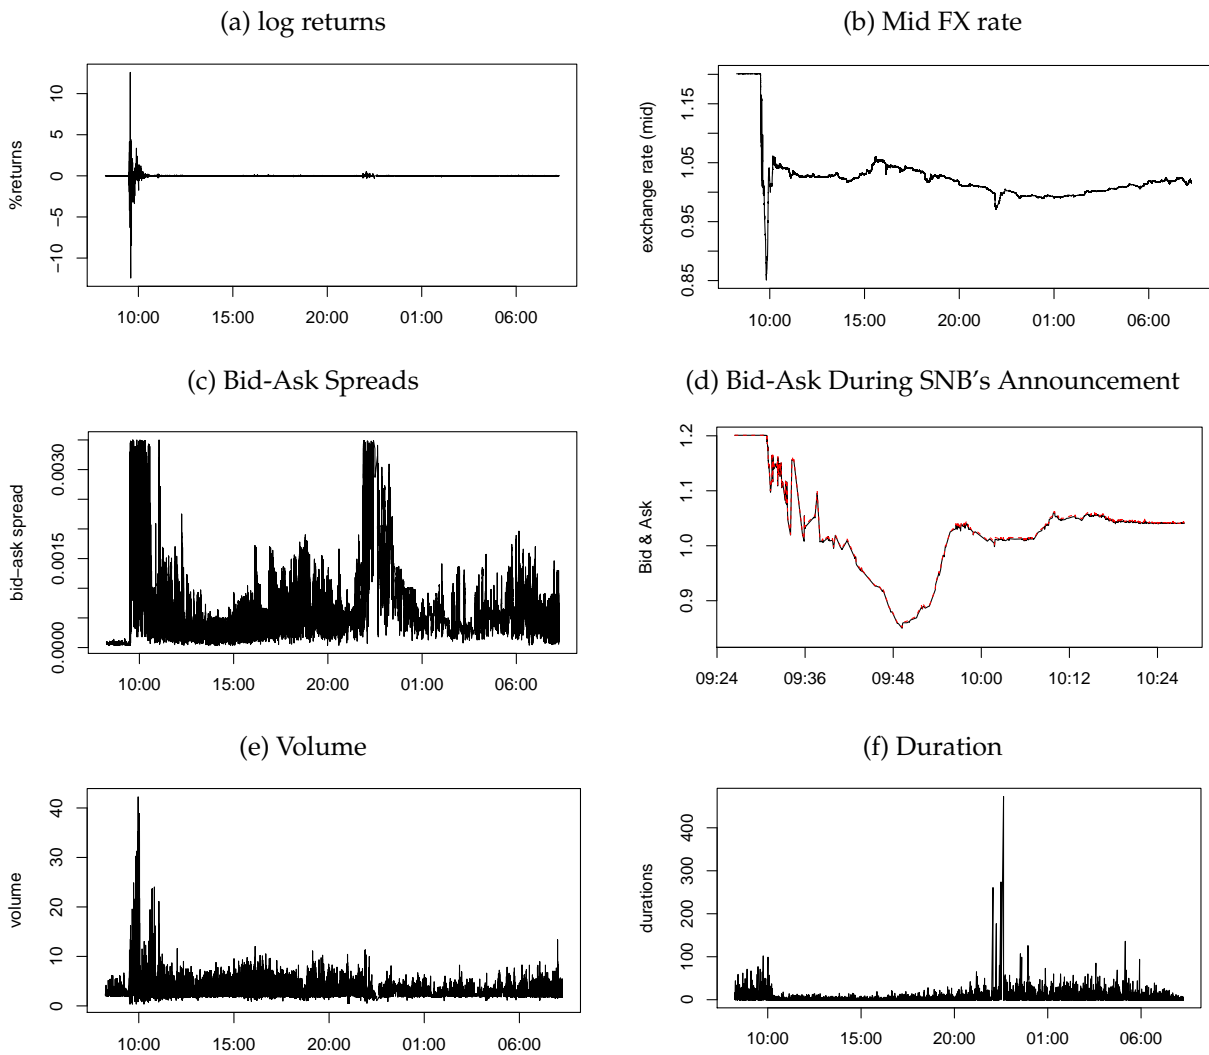 (a) log returns
(b) Mid FX rate
%returns
10
5
0
−5
−10
10:00 15:00 20:00 01:00 06:00
exchange rate (mid)
1.15
1.05
0.95
0.85
10:00 15:00 20:00 01:00 06:00
(c) Bid-Ask Spreads
(d) Bid-Ask During SNB's Announcement
bid−ask spread
0.0030
0.0015
0.0000
10:00 15:00 20:00 01:00 06:00
Bid & Ask
1.2
1.1
1.0
0.9
09:24 09:36 09:48 10:00 10:12 10:24
(e) Volume
(f) Duration
volume
40
30
20
10
0
10:00 15:00 20:00 01:00 06:00
durations
400
300
200
100
0
10:00 15:00 20:00 01:00 06:00